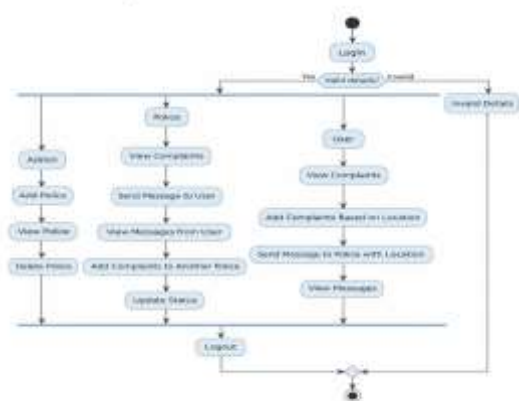 Login
Yes
Valid details?
Invalid
Invalid Details
Police
User
Admin
View Complaints
View Complaints
Add Police
Send Message to User
Add Complaints Based on Location
View Police
View Messages from User
Send Message to Police with Location
Delete Police
Add Complaints to Another Police
View Messages
Update Status
Logout